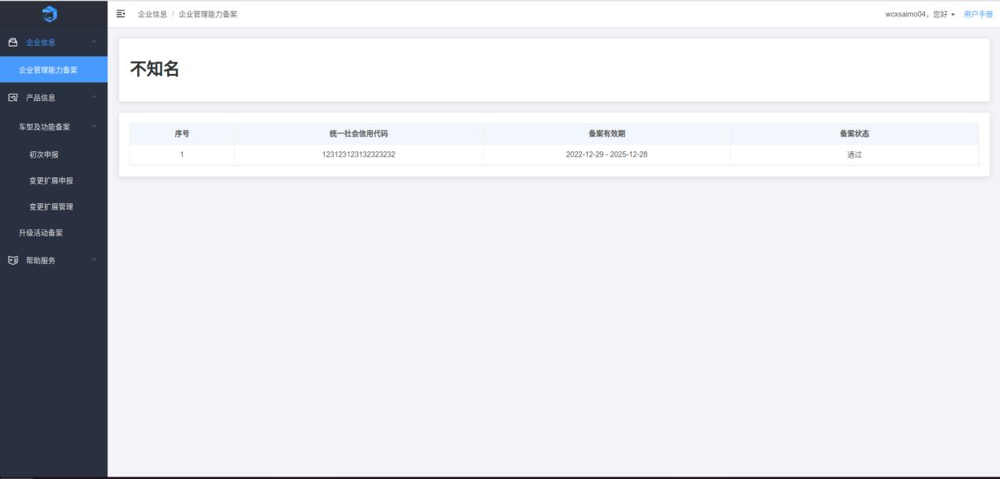 企业信息 / 企业管理能力备案
wcxsaimo04，您好 用户手册
企业信息
企业管理能力备案
产品信息
车型及功能备案
初次申报
变更扩展申报
变更扩展管理
升级活动备案
帮助服务
不知名
序号 统一社会信用代码 备案有效期 备案状态
1 123123123132323232 2022-12-29 - 2025-12-28 通过